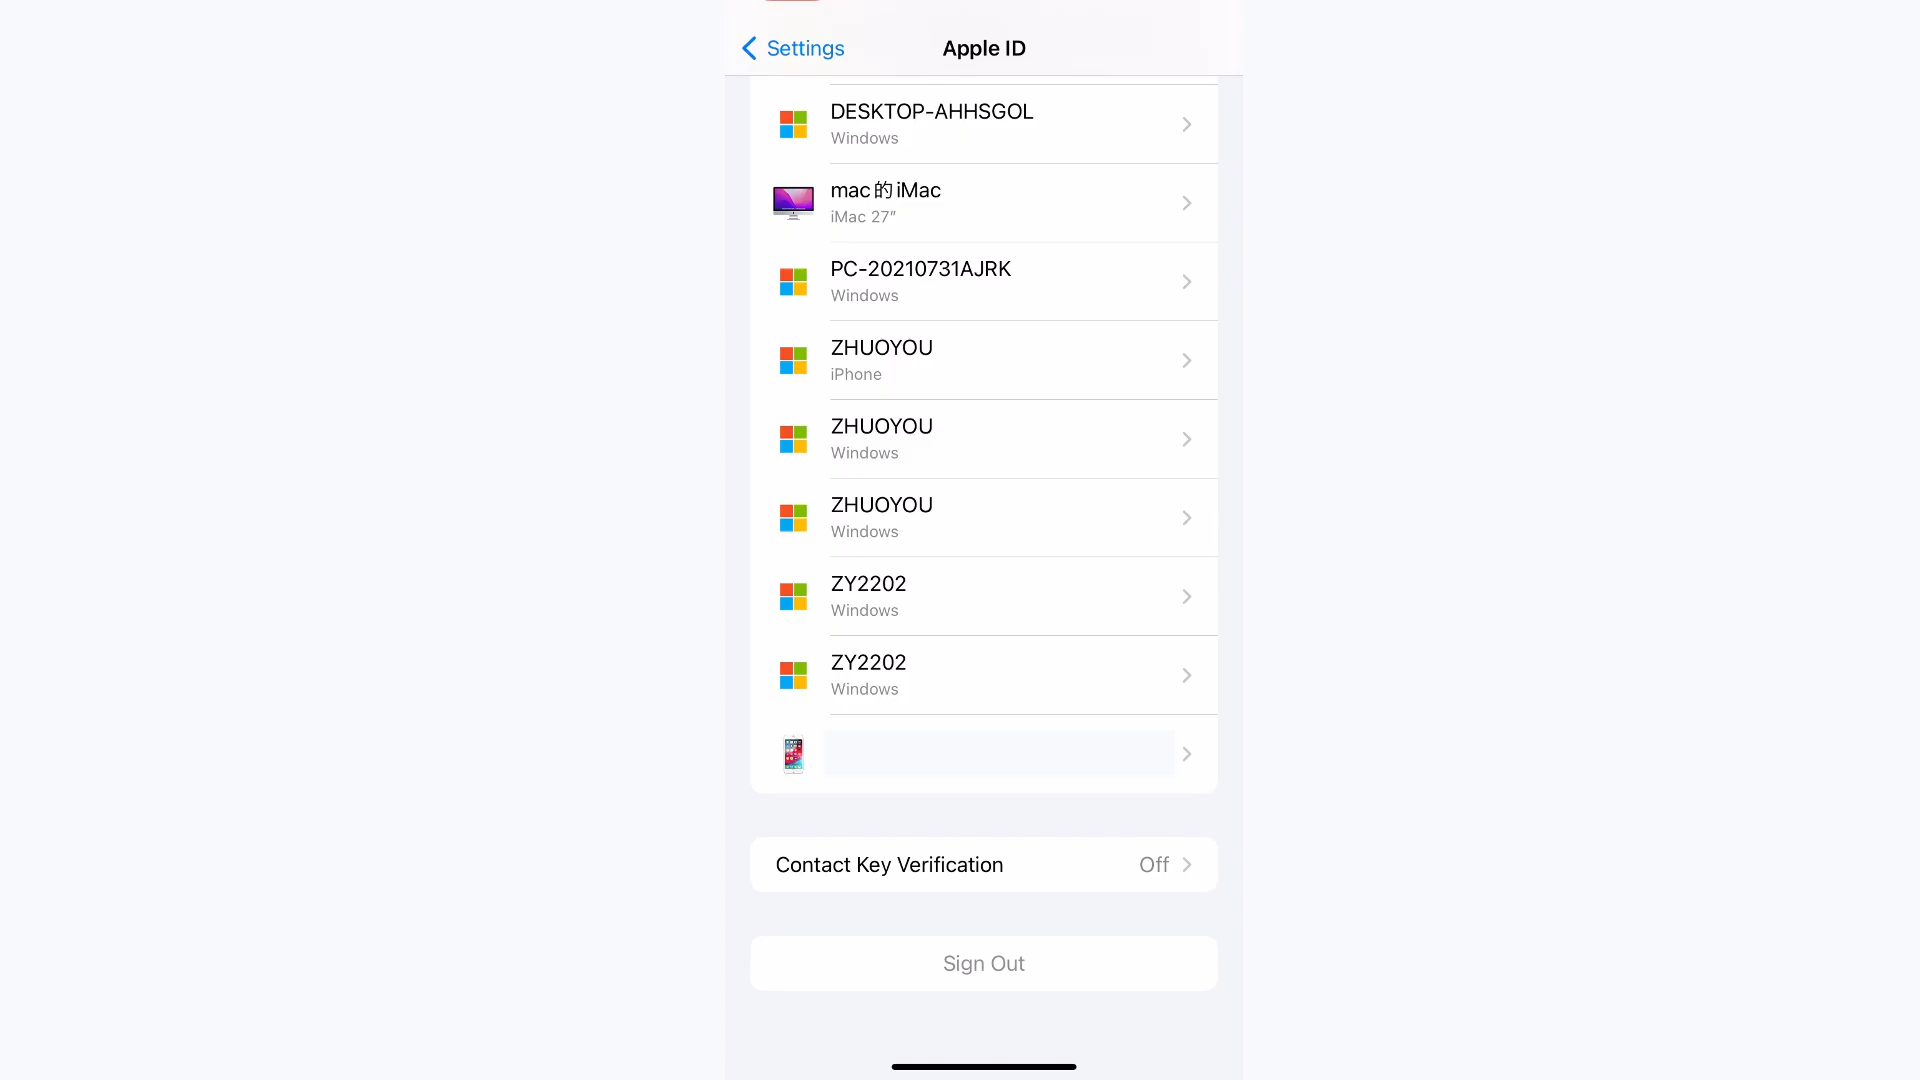 Settings
Apple ID
DESKTOP-AHHSGOL
Windows
mac的iMac
iMac 27″
PC-20210731AJRK
Windows
ZHUOYOU
iPhone
ZHUOYOU
Windows
ZHUOYOU
Windows
ZY2202
Windows
ZY2202
Windows
Contact Key Verification
Off
Sign Out